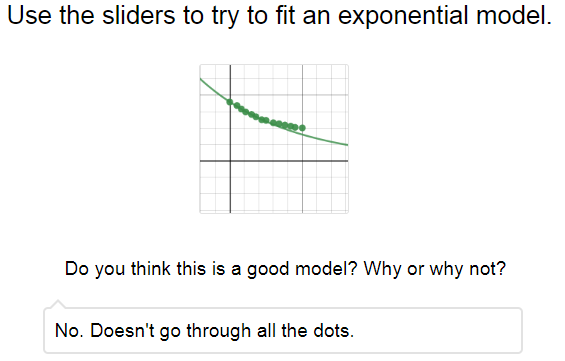 Use the sliders to try to fit an exponential model.
Do you think this is a good model? Why or why not?
No. Doesn't go through all the dots.